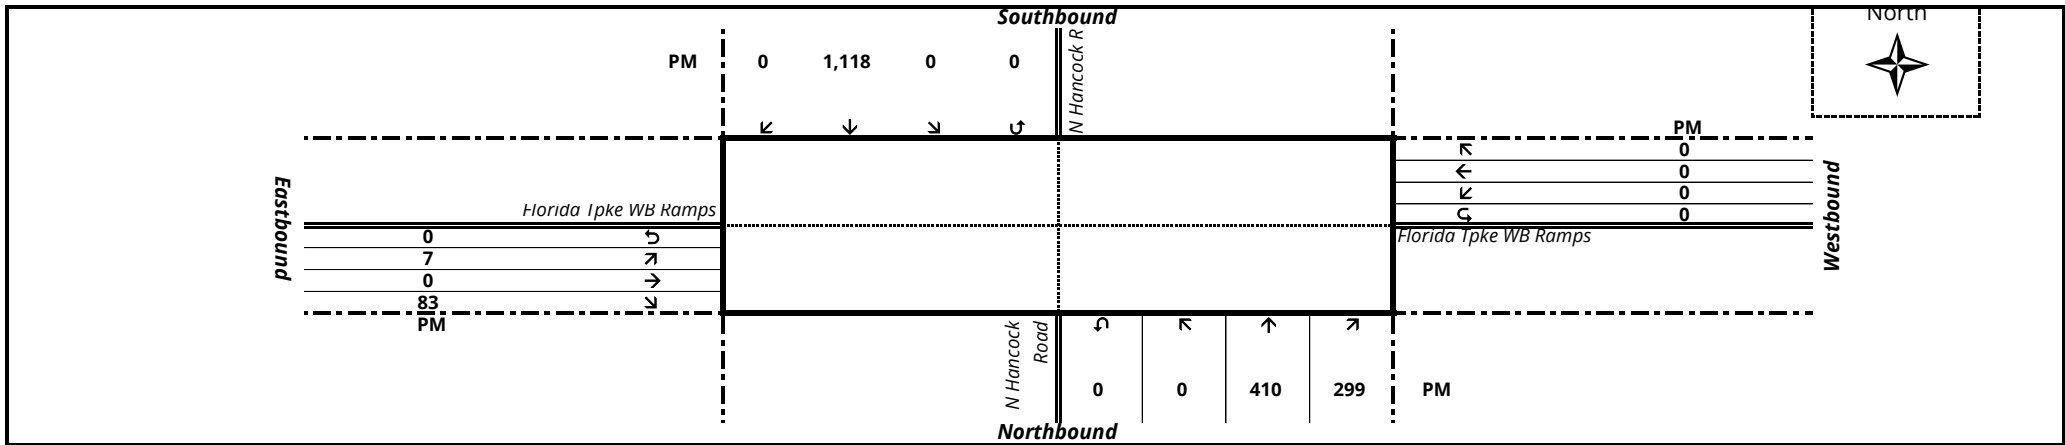 Southbound
North
N Hancock R
PM 0 1,118 0 0
PM
0
0
0
0
Eastbound
Florida Tpke WB Ramps
Westbound
0
Florida Tpke WB Ramps
7
0
83
PM
N Hancock
Road
0 0 410 299 PM
Northbound